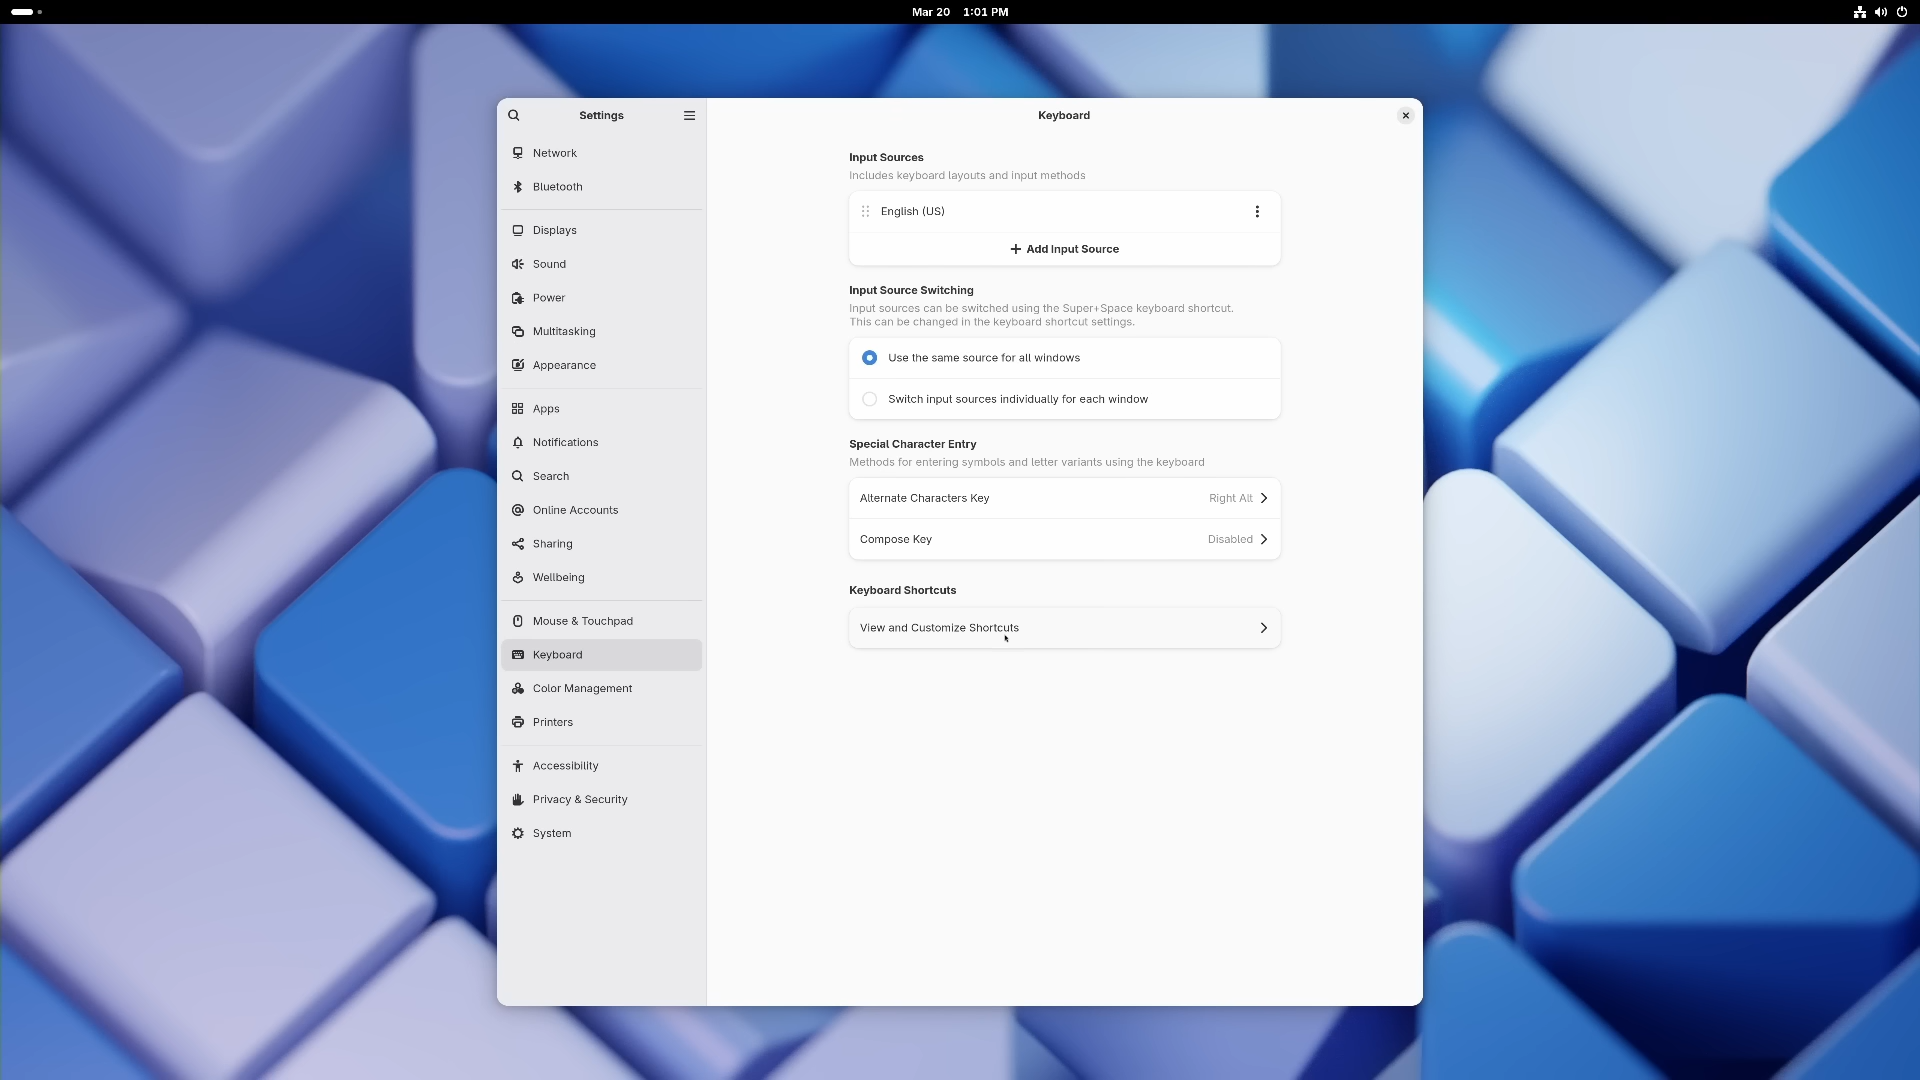 Mar 20 1:01 PM
Settings
Keyboard
Network
Bluetooth
Displays
Sound
Power
Multitasking
Appearance
Apps
Notifications
Search
Online Accounts
Sharing
Wellbeing
Mouse & Touchpad
Keyboard
Color Management
Printers
Accessibility
Privacy & Security
System
Input Sources
Includes keyboard layouts and input methods
English (US)
Add Input Source
Input Source Switching
Input sources can be switched using the Super+Space keyboard shortcut.
This can be changed in the keyboard shortcut settings.
Use the same source for all windows
Switch input sources individually for each window
Special Character Entry
Methods for entering symbols and letter variants using the keyboard
Alternate Characters Key Right Alt
Compose Key Disabled
Keyboard Shortcuts
View and Customize Shortcuts